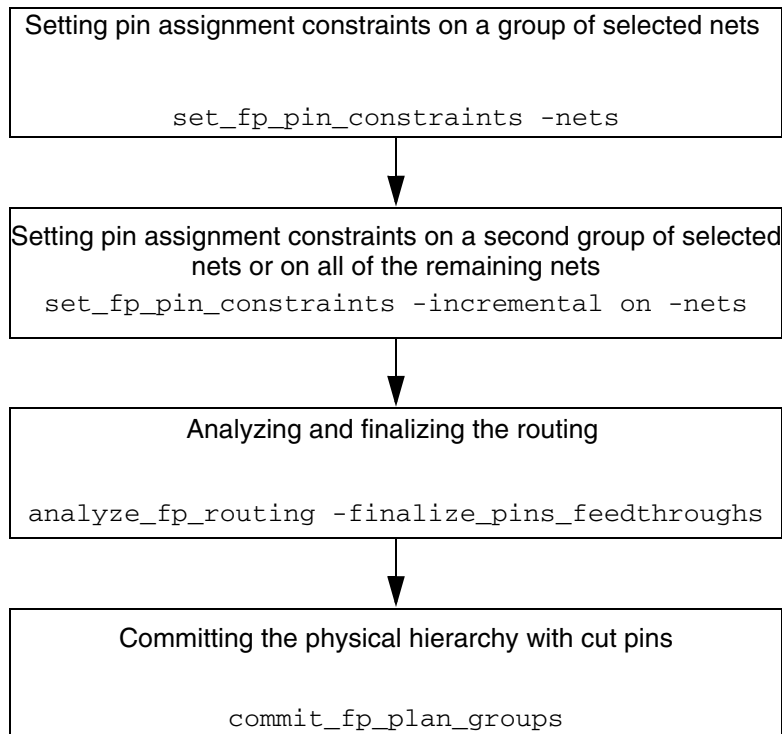 Setting pin assignment constraints on a group of selected nets
set_fp_pin_constraints -nets
Setting pin assignment constraints on a second group of selected
nets or on all of the remaining nets
set_fp_pin_constraints -incremental on -nets
Analyzing and finalizing the routing
analyze_fp_routing -finalize_pins_feedthroughs
Committing the physical hierarchy with cut pins
commit_fp_plan_groups